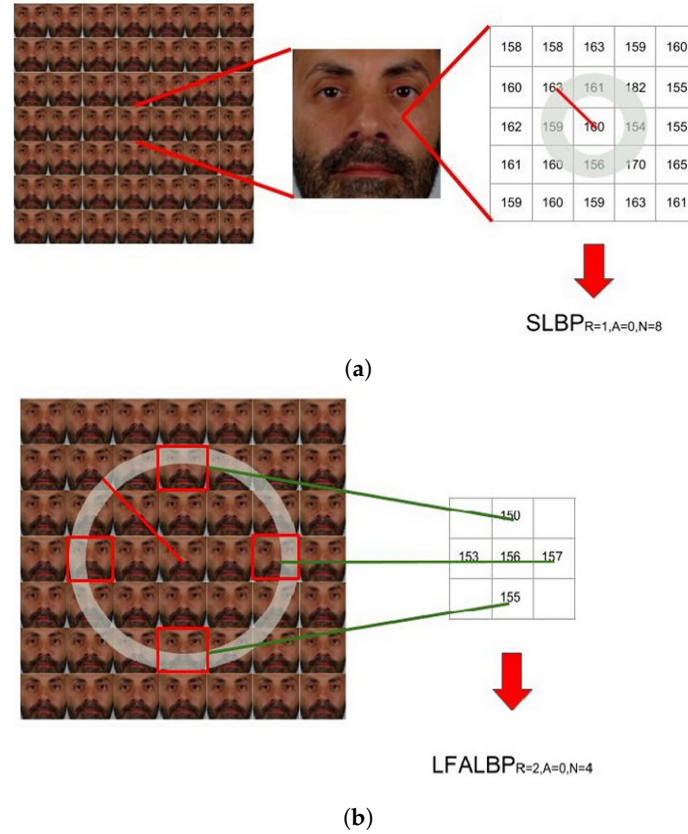 158 158 163 159 160
160 163 161 182 155
162 159 160 154 155
161 160 156 170 165
159 160 159 163 161
SLBPR=1,A=0,N=8
(a)
150
153 156 157
155
LFALBPR=2,A=0,N=4
(b)